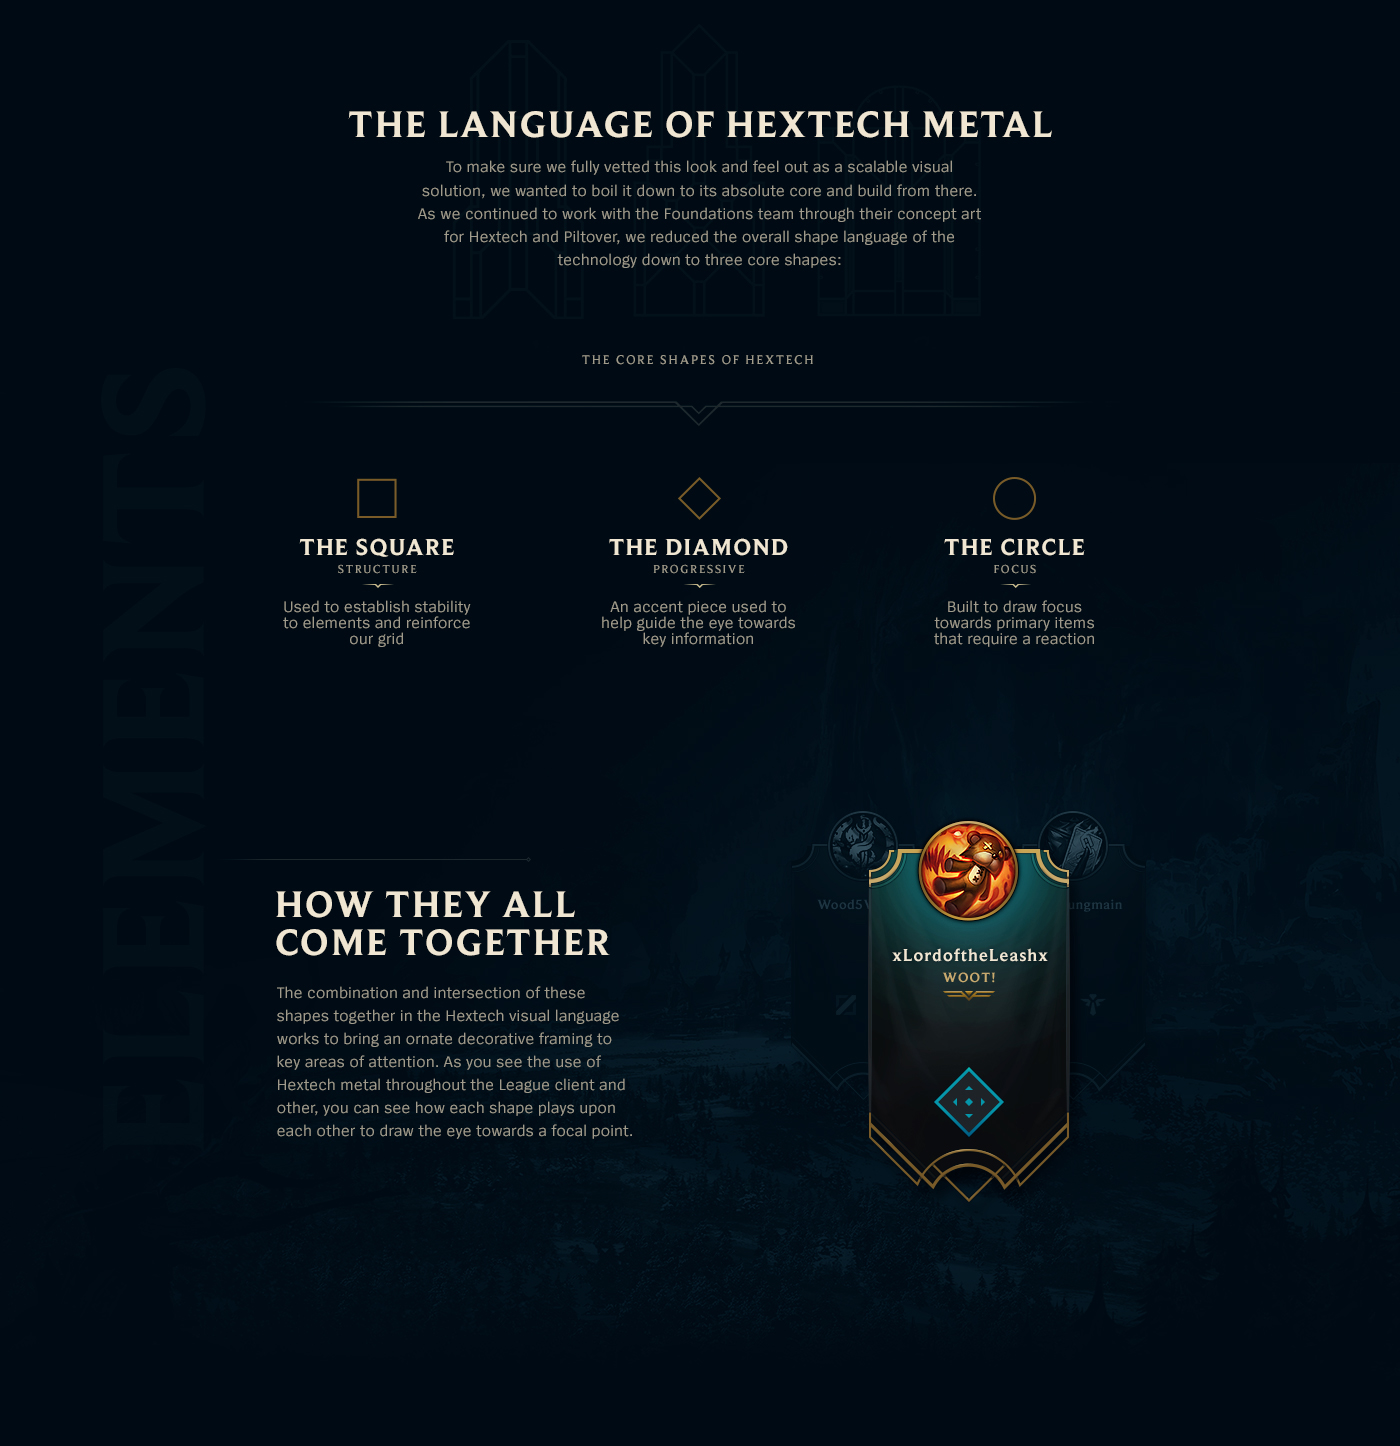 THE LANGUAGE OF HEXTECH METAL
To make sure we fully vetted this look and feel out as a scalable visual
solution, we wanted to boil it down to its absolute core and build from there.
As we continued to work with the Foundations team through their concept art
for Hextech and Piltover, we reduced the overall shape language of the
technology down to three core shapes:
THE CORE SHAPES OF HEXTECH
ELEMENTS
THE SQUARE
STRUCTURE
Used to establish stability
to elements and reinforce
our grid
THE DIAMOND
PROGRESSIVE
An accent piece used to
help guide the eye towards
key information
THE CIRCLE
FOCUS
Built to draw focus
towards primary items
that require a reaction
HOW THEY ALL
COME TOGETHER
The combination and intersection of these
shapes together in the Hextech visual language
works to bring an ornate decorative framing to
key areas of attention. As you see the use of
Hextech metal throughout the League client and
other, you can see how each shape plays upon
each other to draw the eye towards a focal point.
xLordoftheLeashx
WOOT!